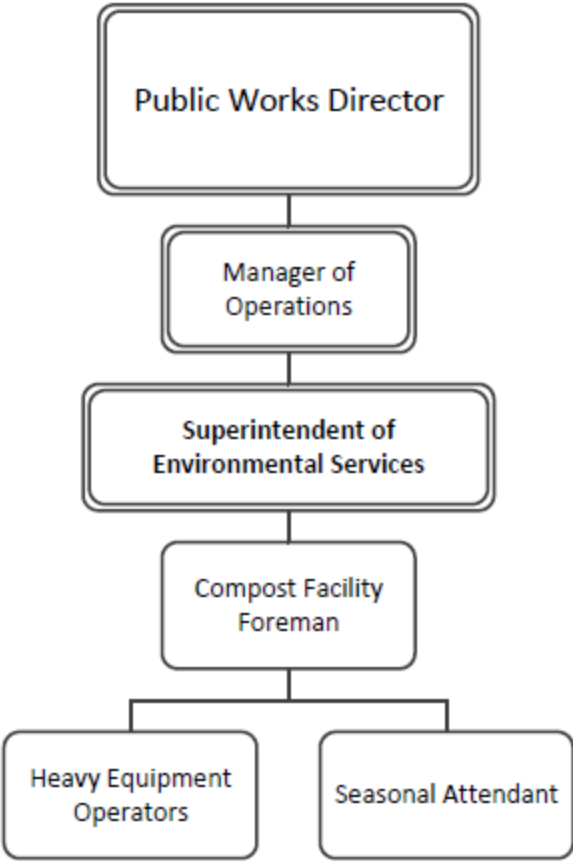 Public Works Director
Manager of
Operations
Superintendent of
Environmental Services
Compost Facility
Foreman
Heavy Equipment
Operators
Seasonal Attendant